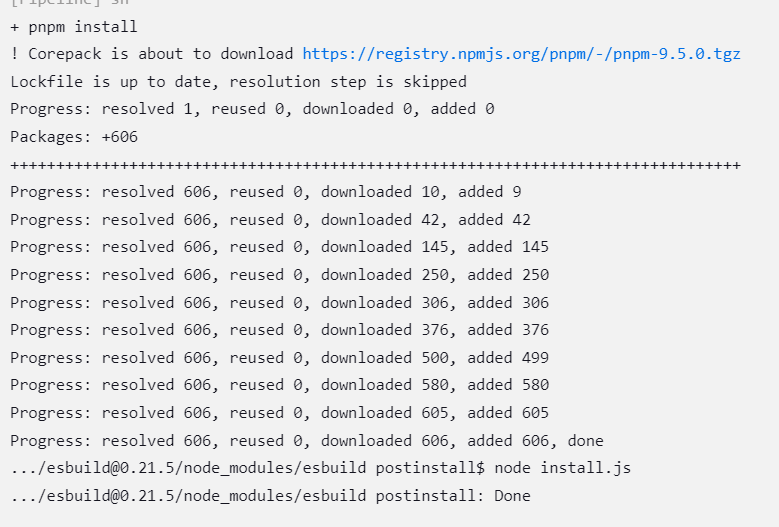 [Pipeline] sh
+ pnpm install
! Corepack is about to download https://registry.npmjs.org/pnpm/-/pnpm-9.5.0.tgz
Lockfile is up to date, resolution step is skipped
Progress: resolved 1, reused 0, downloaded 0, added 0
Packages: +606
++++++++++++++++++++++++++++++++++++++++++++++++++++++++++++++++++++++++++++++++
Progress: resolved 606, reused 0, downloaded 10, added 9
Progress: resolved 606, reused 0, downloaded 42, added 42
Progress: resolved 606, reused 0, downloaded 145, added 145
Progress: resolved 606, reused 0, downloaded 250, added 250
Progress: resolved 606, reused 0, downloaded 306, added 306
Progress: resolved 606, reused 0, downloaded 376, added 376
Progress: resolved 606, reused 0, downloaded 500, added 499
Progress: resolved 606, reused 0, downloaded 580, added 580
Progress: resolved 606, reused 0, downloaded 605, added 605
Progress: resolved 606, reused 0, downloaded 606, added 606, done
.../esbuild@0.21.5/node_modules/esbuild postinstall$ node install.js
.../esbuild@0.21.5/node_modules/esbuild postinstall: Done